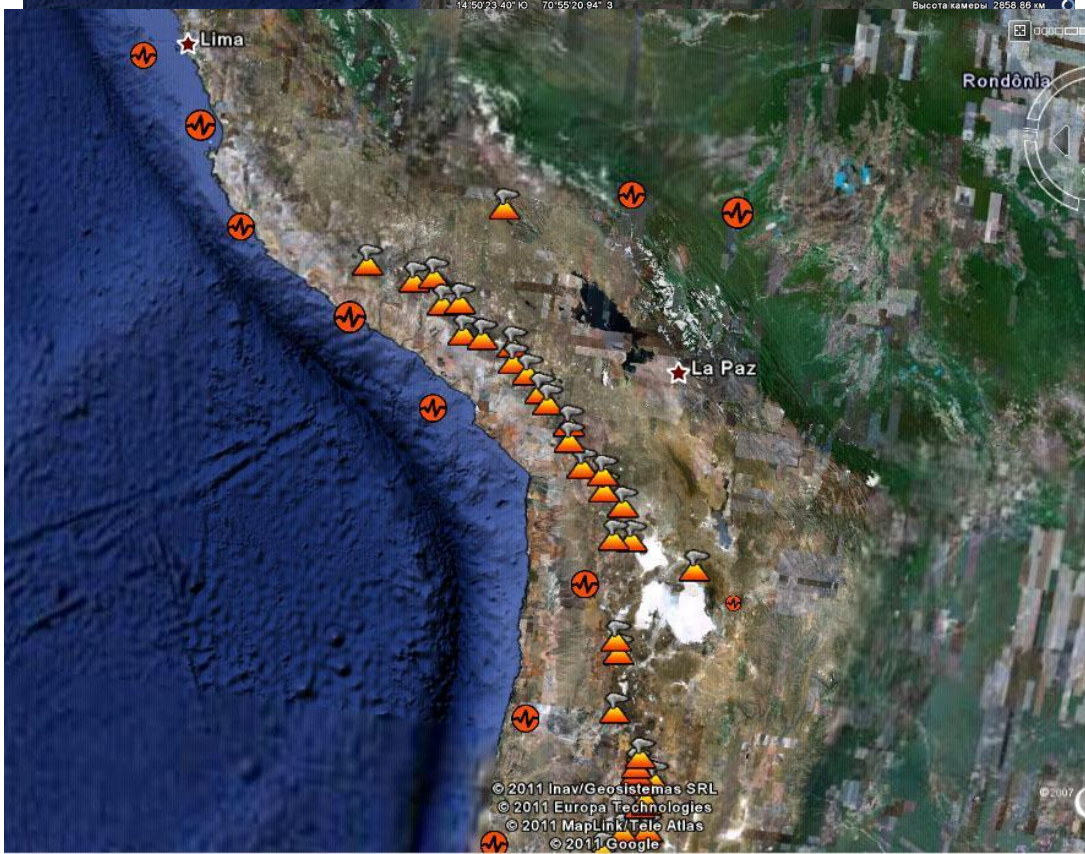 14°50'23.40" Ю 70°55'20.94" З
Высота камеры 2858.86 км
Lima
Rondônia
La Paz
© 2011 Inav/Geosistemas SRL
© 2011 Europa Technologies
© 2011 MapLink/Tele Atlas
© 2011 Google
©2007